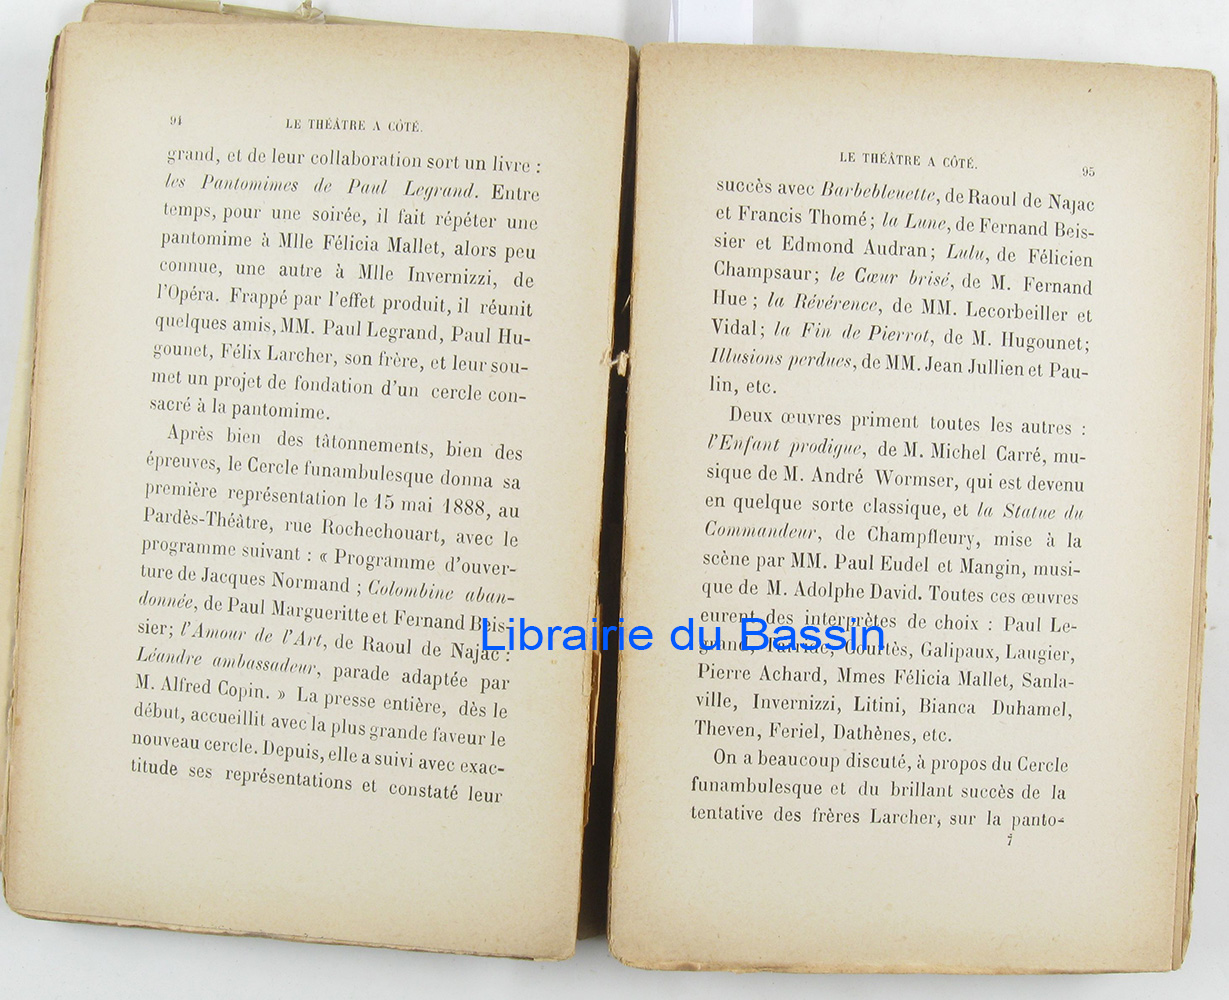 94
LE THÉÂTRE A CÔTÉ.
grand, et de leur collaboration sort un livre :
les Pantomimes de Paul Legrand. Entre
temps, pour une soirée, il fait répéter une
pantomime à Mlle Félicia Mallet, alors peu
connue, une autre à Mlle Invernizzi, de
l'Opéra. Frappé par l'effet produit, il réunit
quelques amis, MM. Paul Legrand, Paul Hu-
gounet, Félix Larcher, son frère, et leur sou-
met un projet de fondation d'un cercle con-
sacré à la pantomime.
Après bien des tâtonnements, bien des
épreuves, le Cercle funambulesque donna sa
première représentation le 15 mai 1888, au
Pardès-Théâtre, rue Rochechouart, avec le
programme suivant : « Programme d'ouver-
ture de Jacques Normand ; Colombine aban-
donnée, de Paul Margueritte et Fernand Beis-
sier; l'Amour de l'Art, de Raoul de Najac :
Léandre ambassadeur, parade adaptée par
M. Alfred Copin. » La presse entière, dès le
début, accueillit avec la plus grande faveur le
nouveau cercle. Depuis, elle a suivi avec exac-
titude ses représentations et constaté leur
LE THÉÂTRE A CÔTÉ.
95
succès avec Barbebleuette, de Raoul de Najac
et Francis Thomé; la Lune, de Fernand Beis-
sier et Edmond Audran; Lulu, de Félicien
Champsaur; le Cœur brisé, de M. Fernand
Hue; la Révérence, de MM. Lecorbeiller et
Vidal; la Fin de Pierrot, de M. Hugounet;
Illusions perdues, de MM. Jean Jullien et Pau-
lin, etc.
Deux œuvres priment toutes les autres :
l'Enfant prodigue, de M. Michel Carré, mu-
sique de M. André Wormser, qui est devenu
en quelque sorte classique, et la Statue du
Commandeur, de Champfleury, mise à la
scène par MM. Paul Eudel et Mangin, musi-
que de M. Adolphe David. Toutes ces œuvres
eurent des interprètes de choix : Paul Le-
grand, Tarride, Courtès, Galipaux, Laugier,
Pierre Achard, Mmes Félicia Mallet, Sanla-
ville, Invernizzi, Litini, Bianca Duhamel,
Theven, Feriel, Dathènes, etc.
On a beaucoup discuté, à propos du Cercle
funambulesque et du brillant succès de la
tentative des frères Larcher, sur la panto-
7
Librairie du Bassin